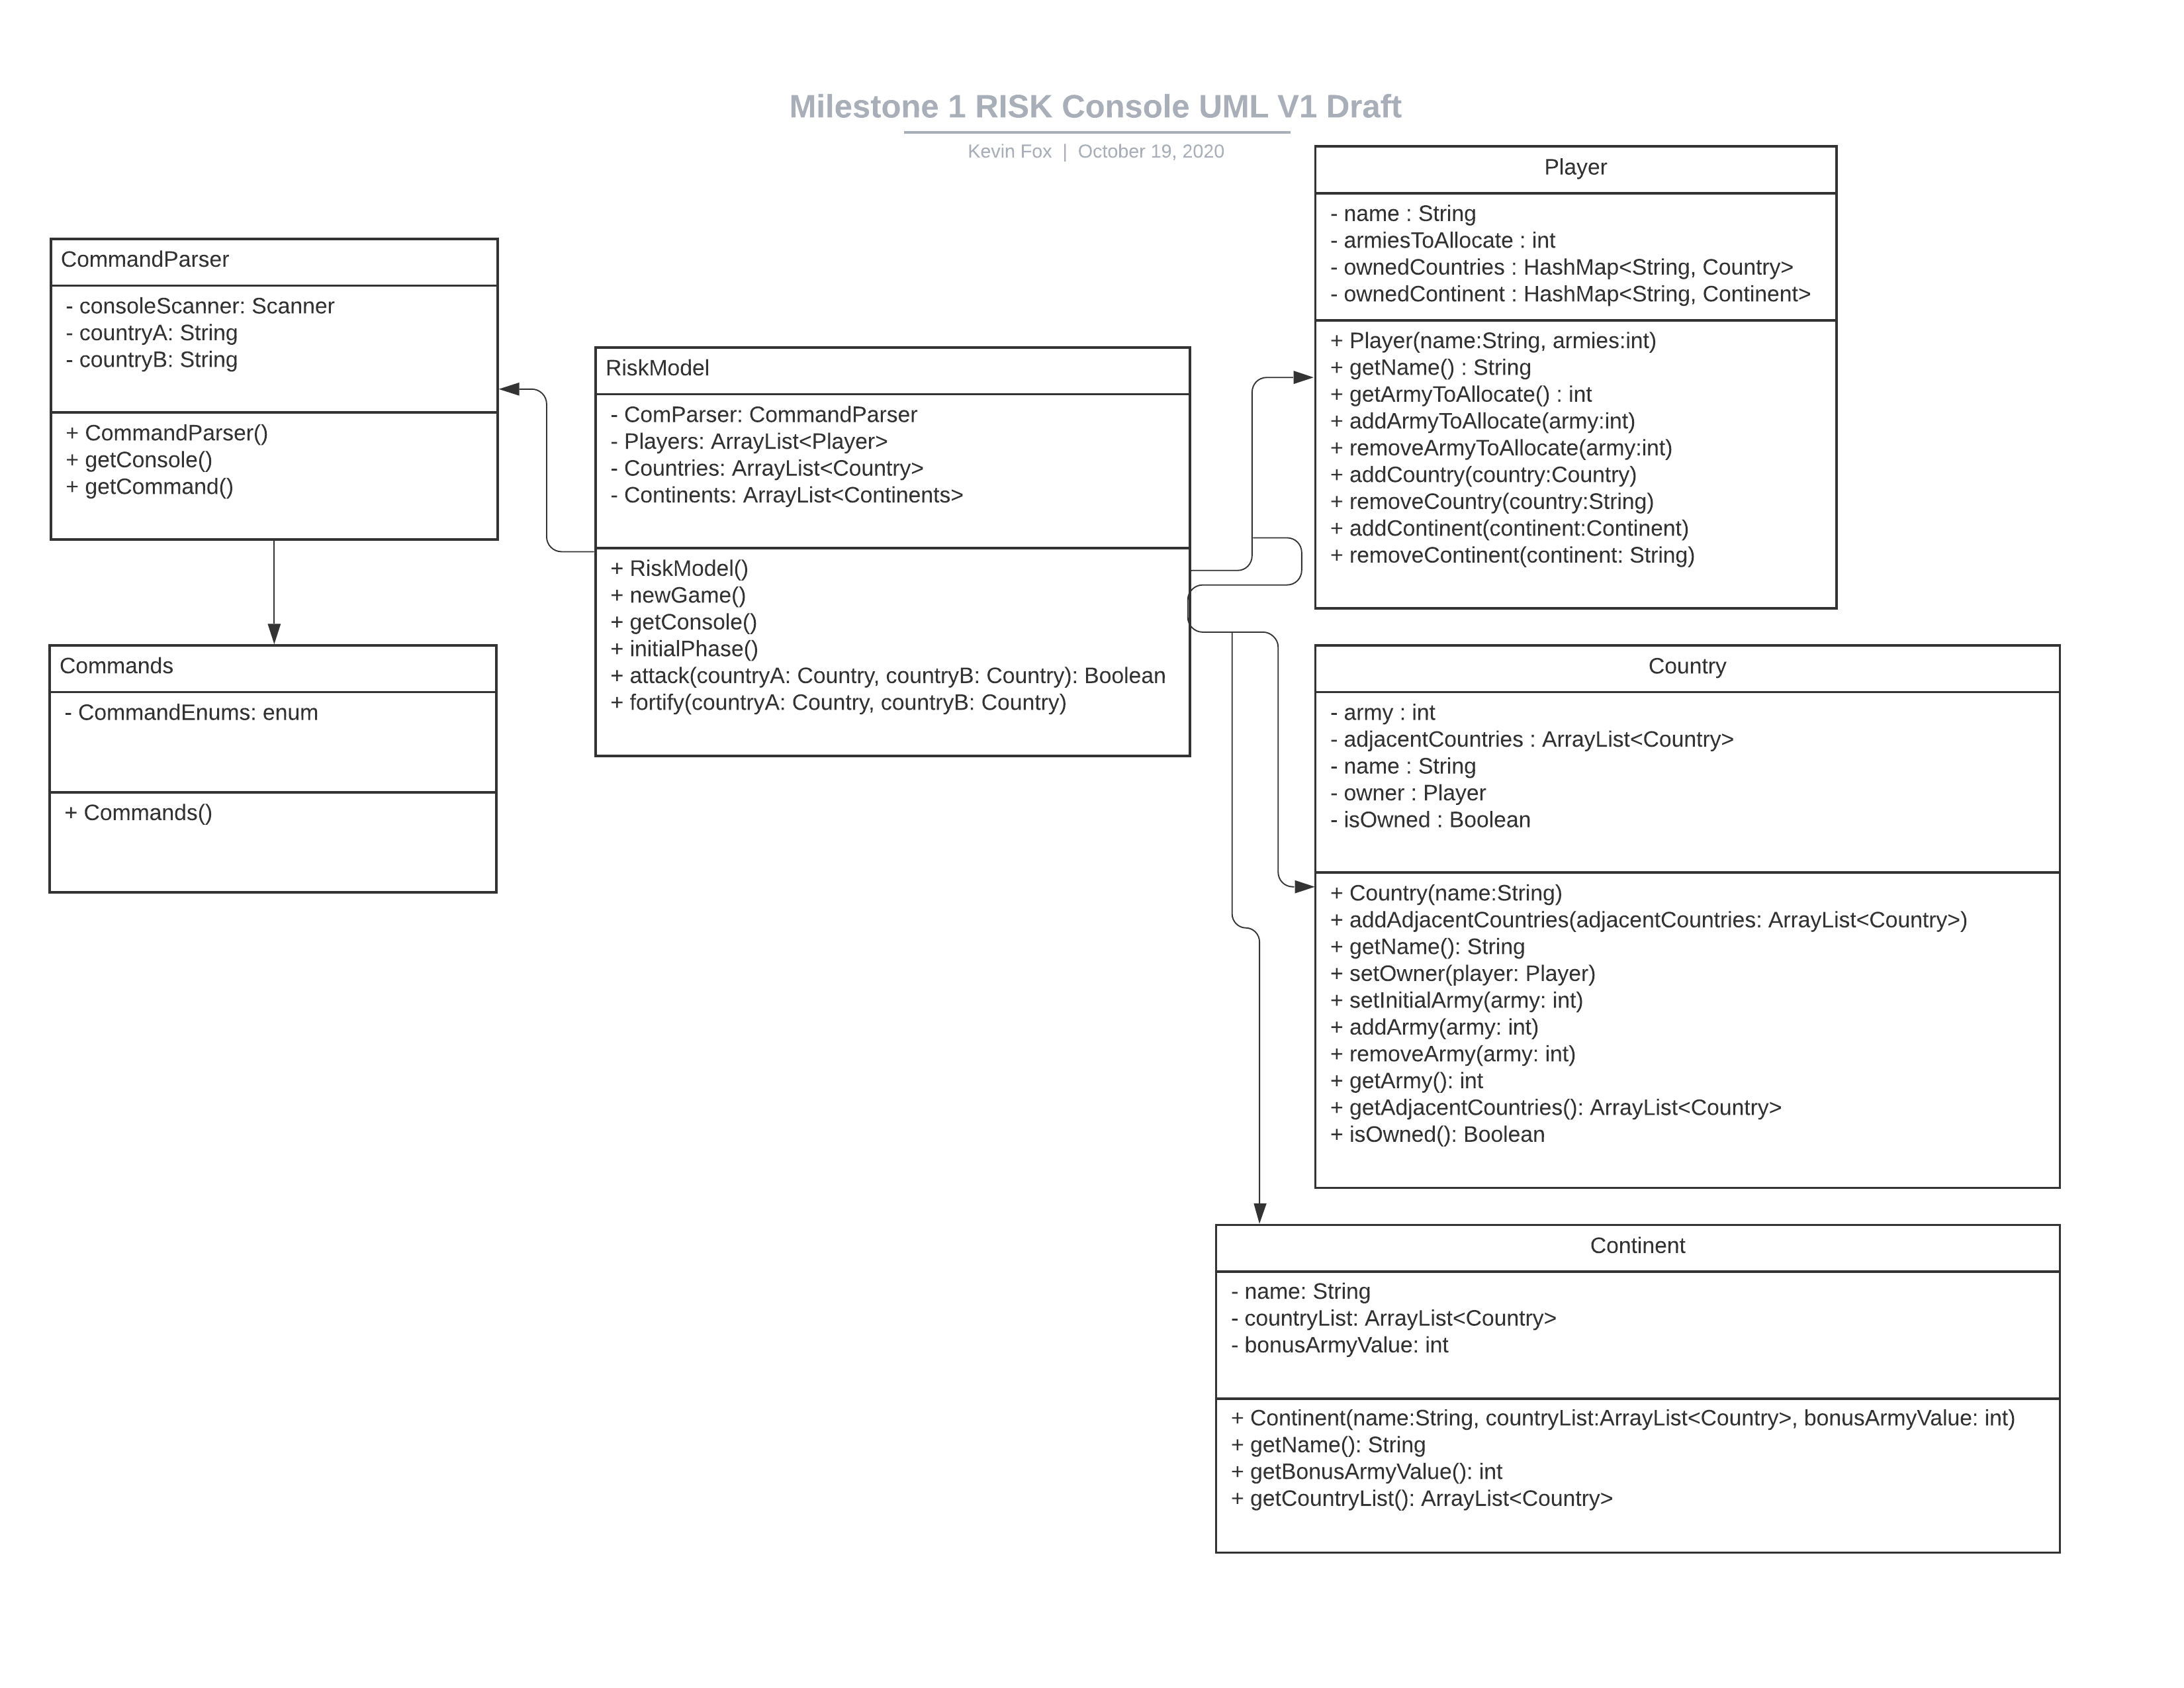 Milestone 1 RISK Console UML V1 Draft
Kevin Fox | October 19, 2020
CommandParser
- consoleScanner: Scanner
- countryA: String
- countryB: String
+ CommandParser()
+ getConsole()
+ getCommand()
Commands
- CommandEnums: enum
+ Commands()
RiskModel
- ComParser: CommandParser
- Players: ArrayList<Player>
- Countries: ArrayList<Country>
- Continents: ArrayList<Continents>
+ RiskModel()
+ newGame()
+ getConsole()
+ initialPhase()
+ attack(countryA: Country, countryB: Country): Boolean
+ fortify(countryA: Country, countryB: Country)
Player
- name : String
- armiesToAllocate : int
- ownedCountries : HashMap<String, Country>
- ownedContinent : HashMap<String, Continent>
+ Player(name:String, armies:int)
+ getName() : String
+ getArmyToAllocate() : int
+ addArmyToAllocate(army:int)
+ removeArmyToAllocate(army:int)
+ addCountry(country:Country)
+ removeCountry(country:String)
+ addContinent(continent:Continent)
+ removeContinent(continent: String)
Country
- army : int
- adjacentCountries : ArrayList<Country>
- name : String
- owner : Player
- isOwned : Boolean
+ Country(name:String)
+ addAdjacentCountries(adjacentCountries: ArrayList<Country>)
+ getName(): String
+ setOwner(player: Player)
+ setInitialArmy(army: int)
+ addArmy(army: int)
+ removeArmy(army: int)
+ getArmy(): int
+ getAdjacentCountries(): ArrayList<Country>
+ isOwned(): Boolean
Continent
- name: String
- countryList: ArrayList<Country>
- bonusArmyValue: int
+ Continent(name:String, countryList:ArrayList<Country>, bonusArmyValue: int)
+ getName(): String
+ getBonusArmyValue(): int
+ getCountryList(): ArrayList<Country>